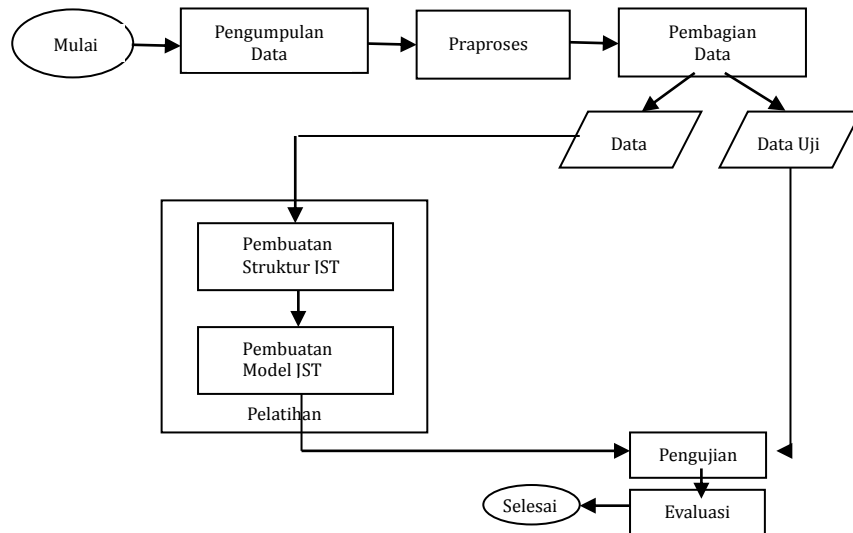 Mulai
Pengumpulan
Data
Praproses
Pembagian
Data
Data
Data Uji
Pembuatan
Struktur JST
Pembuatan
Model JST
Pelatihan
Pengujian
Selesai
Evaluasi